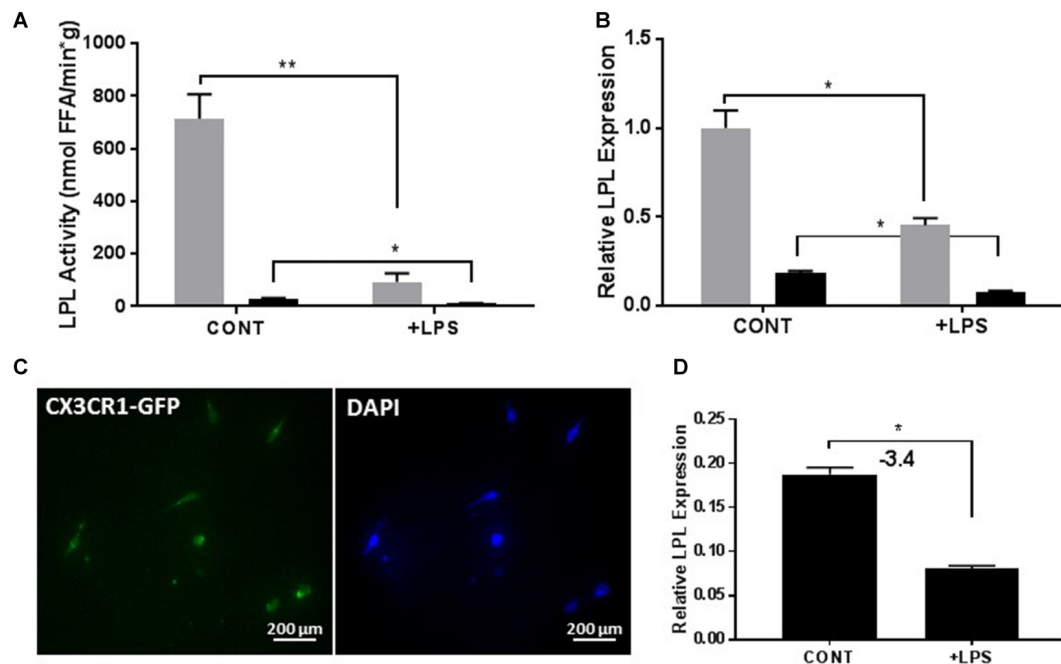 A
LPL Activity (nmol FFA/min*g)
1000
800
600
400
200
0
**
*
CONT
+LPS
B
Relative LPL Expression
1.5
1.0
0.5
0.0
*
*
CONT
+LPS
C
CX3CR1-GFP
200 µm
DAPI
200 µm
D
Relative LPL Expression
0.25
0.20
0.15
0.10
0.05
0.00
*
-3.4
CONT
+LPS